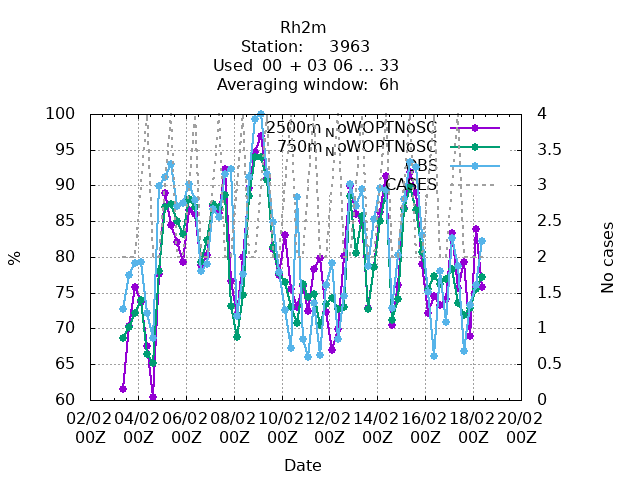 Rh2m
Station: 3963
Used 00 + 03 06 ... 33
Averaging window: 6h
2500m_NoWOPTNoSC
750m_NoWOPTNoSC
OBS
CASES
100
95
90
85
80
75
70
65
60
%
4
3.5
3
2.5
2
1.5
1
0.5
0
No cases
02/02 04/02 06/02 08/02 10/02 12/02 14/02 16/02 18/02 20/02
00Z 00Z 00Z 00Z 00Z 00Z 00Z 00Z 00Z 00Z
Date